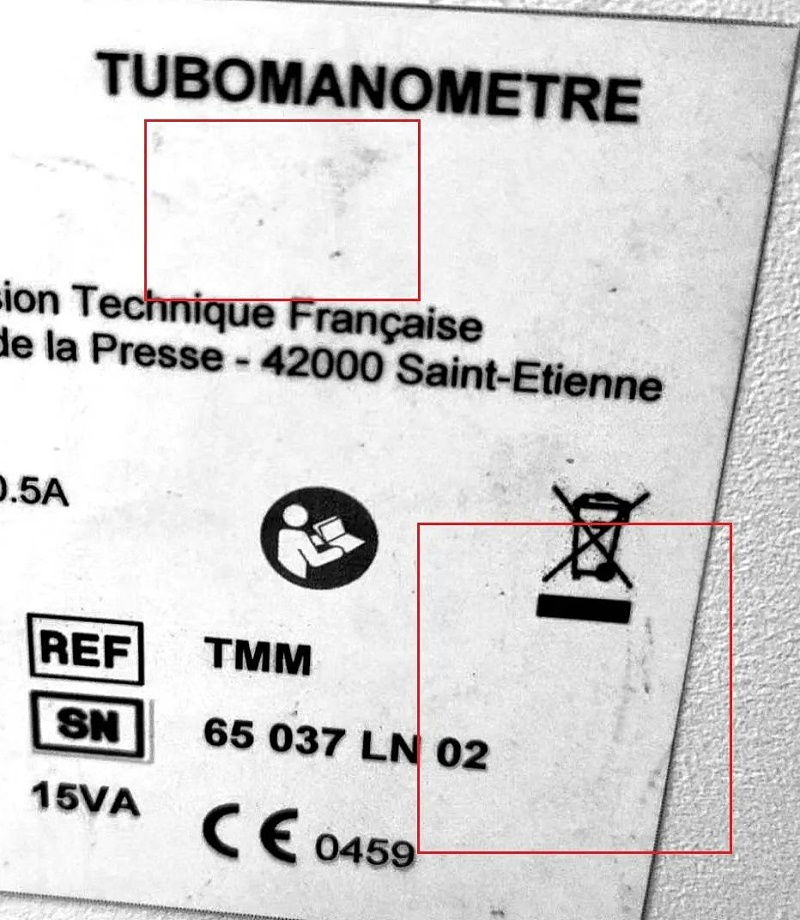 TUBOMANOMETRE
sion Technique Française
de la Presse - 42000 Saint-Etienne
0.5A
REF TMM
SN 65 037 LN 02
15VA
CE 0459